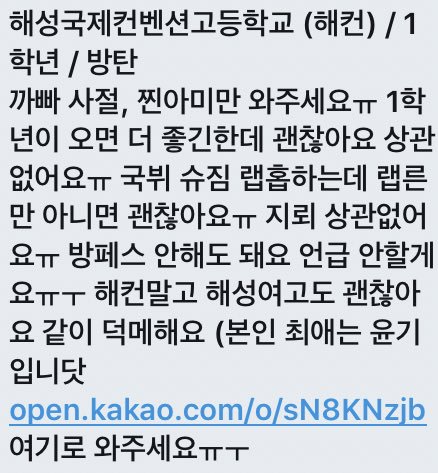 해성국제컨벤션고등학교 (해컨) / 1
학년 / 방탄
까빠 사절, 찐아미만 와주세요ㅠ 1학
년이 오면 더 좋긴한데 괜찮아요 상관
없어요ㅠ 국뷔 슈짐 랩홉하는데 랩른
만 아니면 괜찮아요ㅠ 지뢰 상관없어
요ㅠ 방페스 안해도 돼요 언급 안할게
요ㅠㅜ 해컨말고 해성여고도 괜찮아
요 같이 덕메해요 (본인 최애는 윤기
입니닷
open.kakao.com/o/sN8KNzjb
여기로 와주세요ㅠㅜ